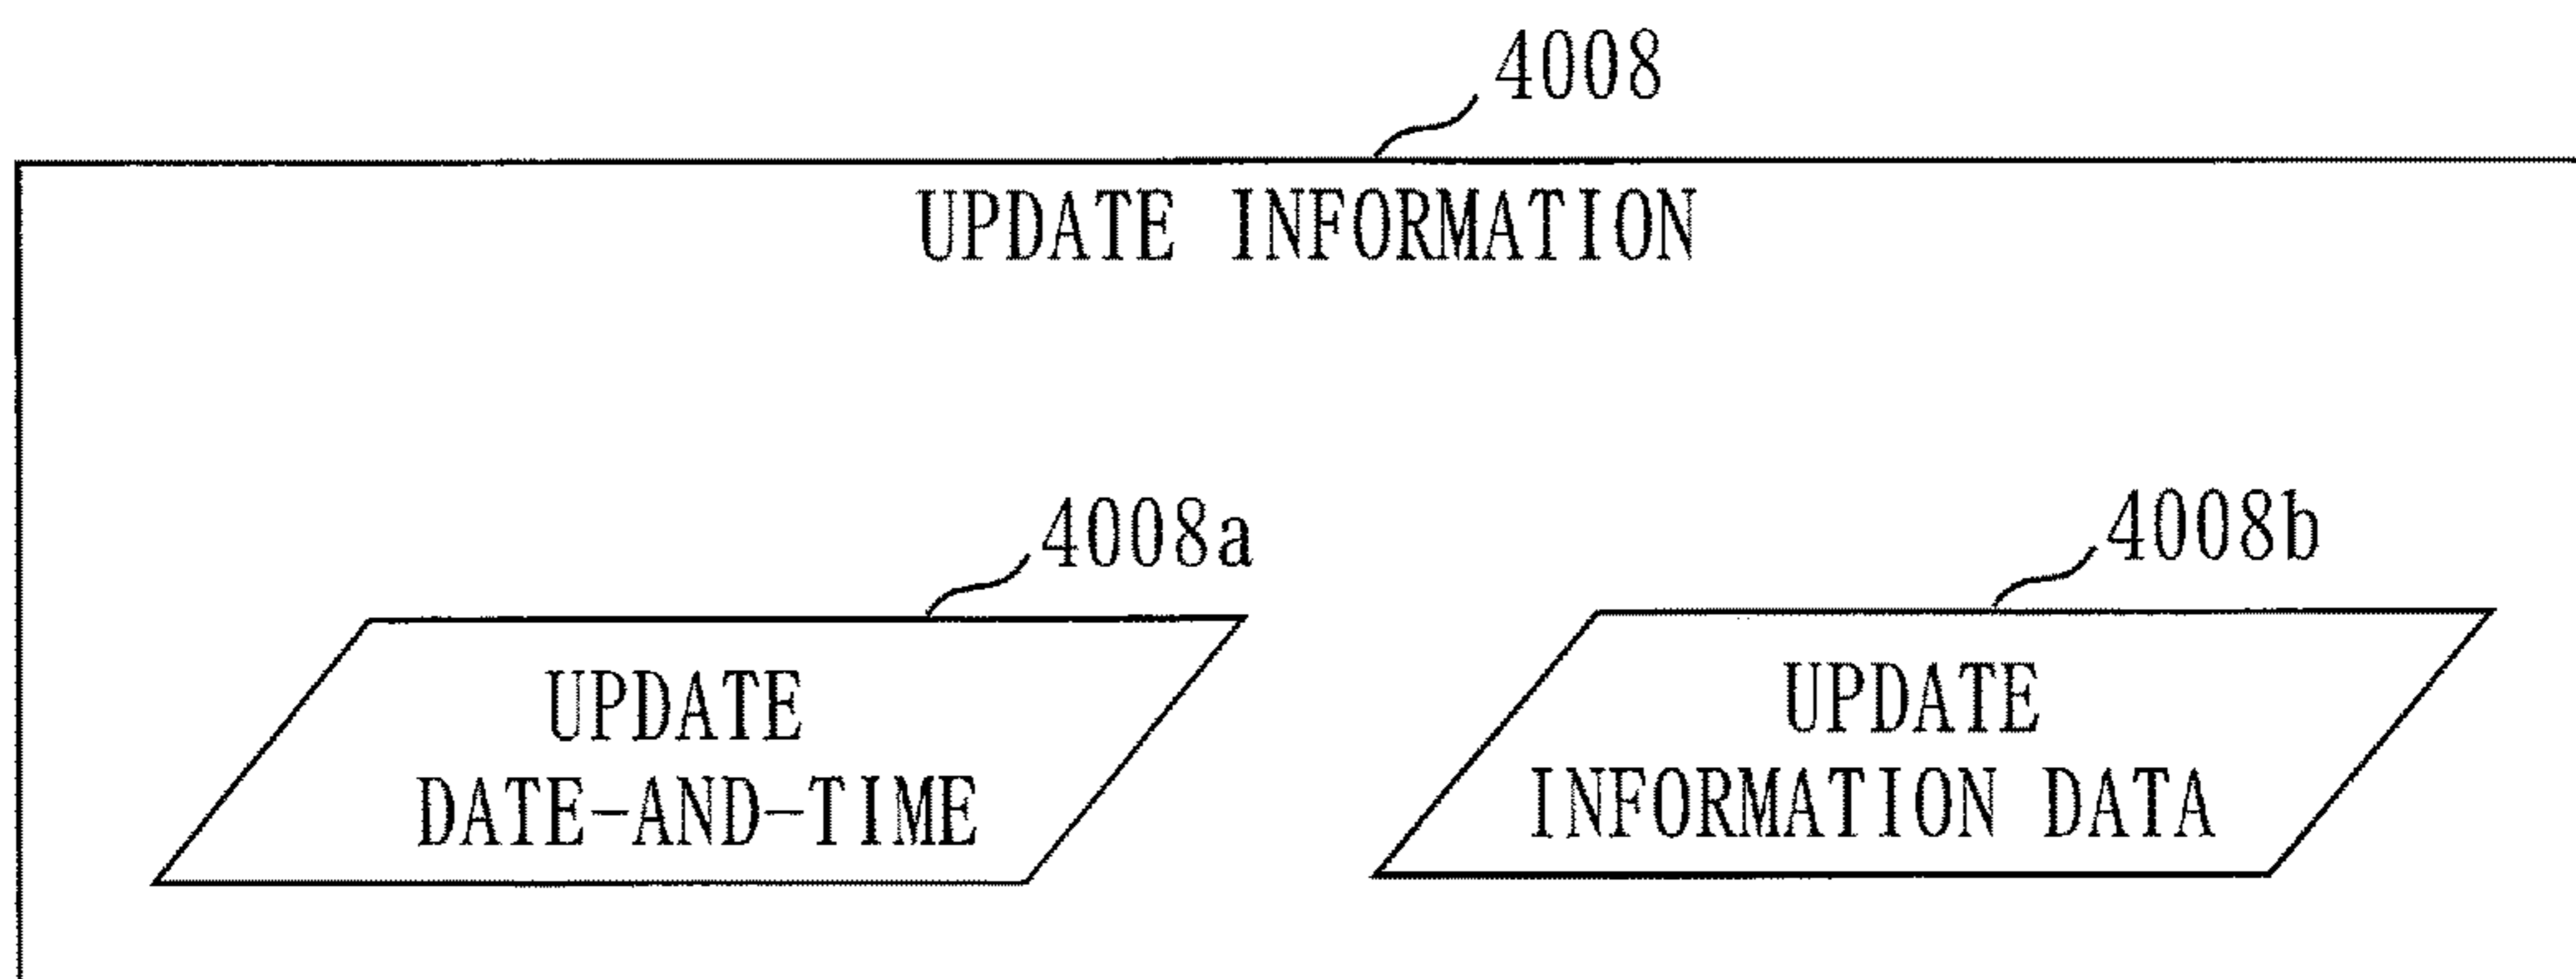 4008
UPDATE INFORMATION
4008a
4008b
UPDATE
DATE-AND-TIME
UPDATE
INFORMATION DATA